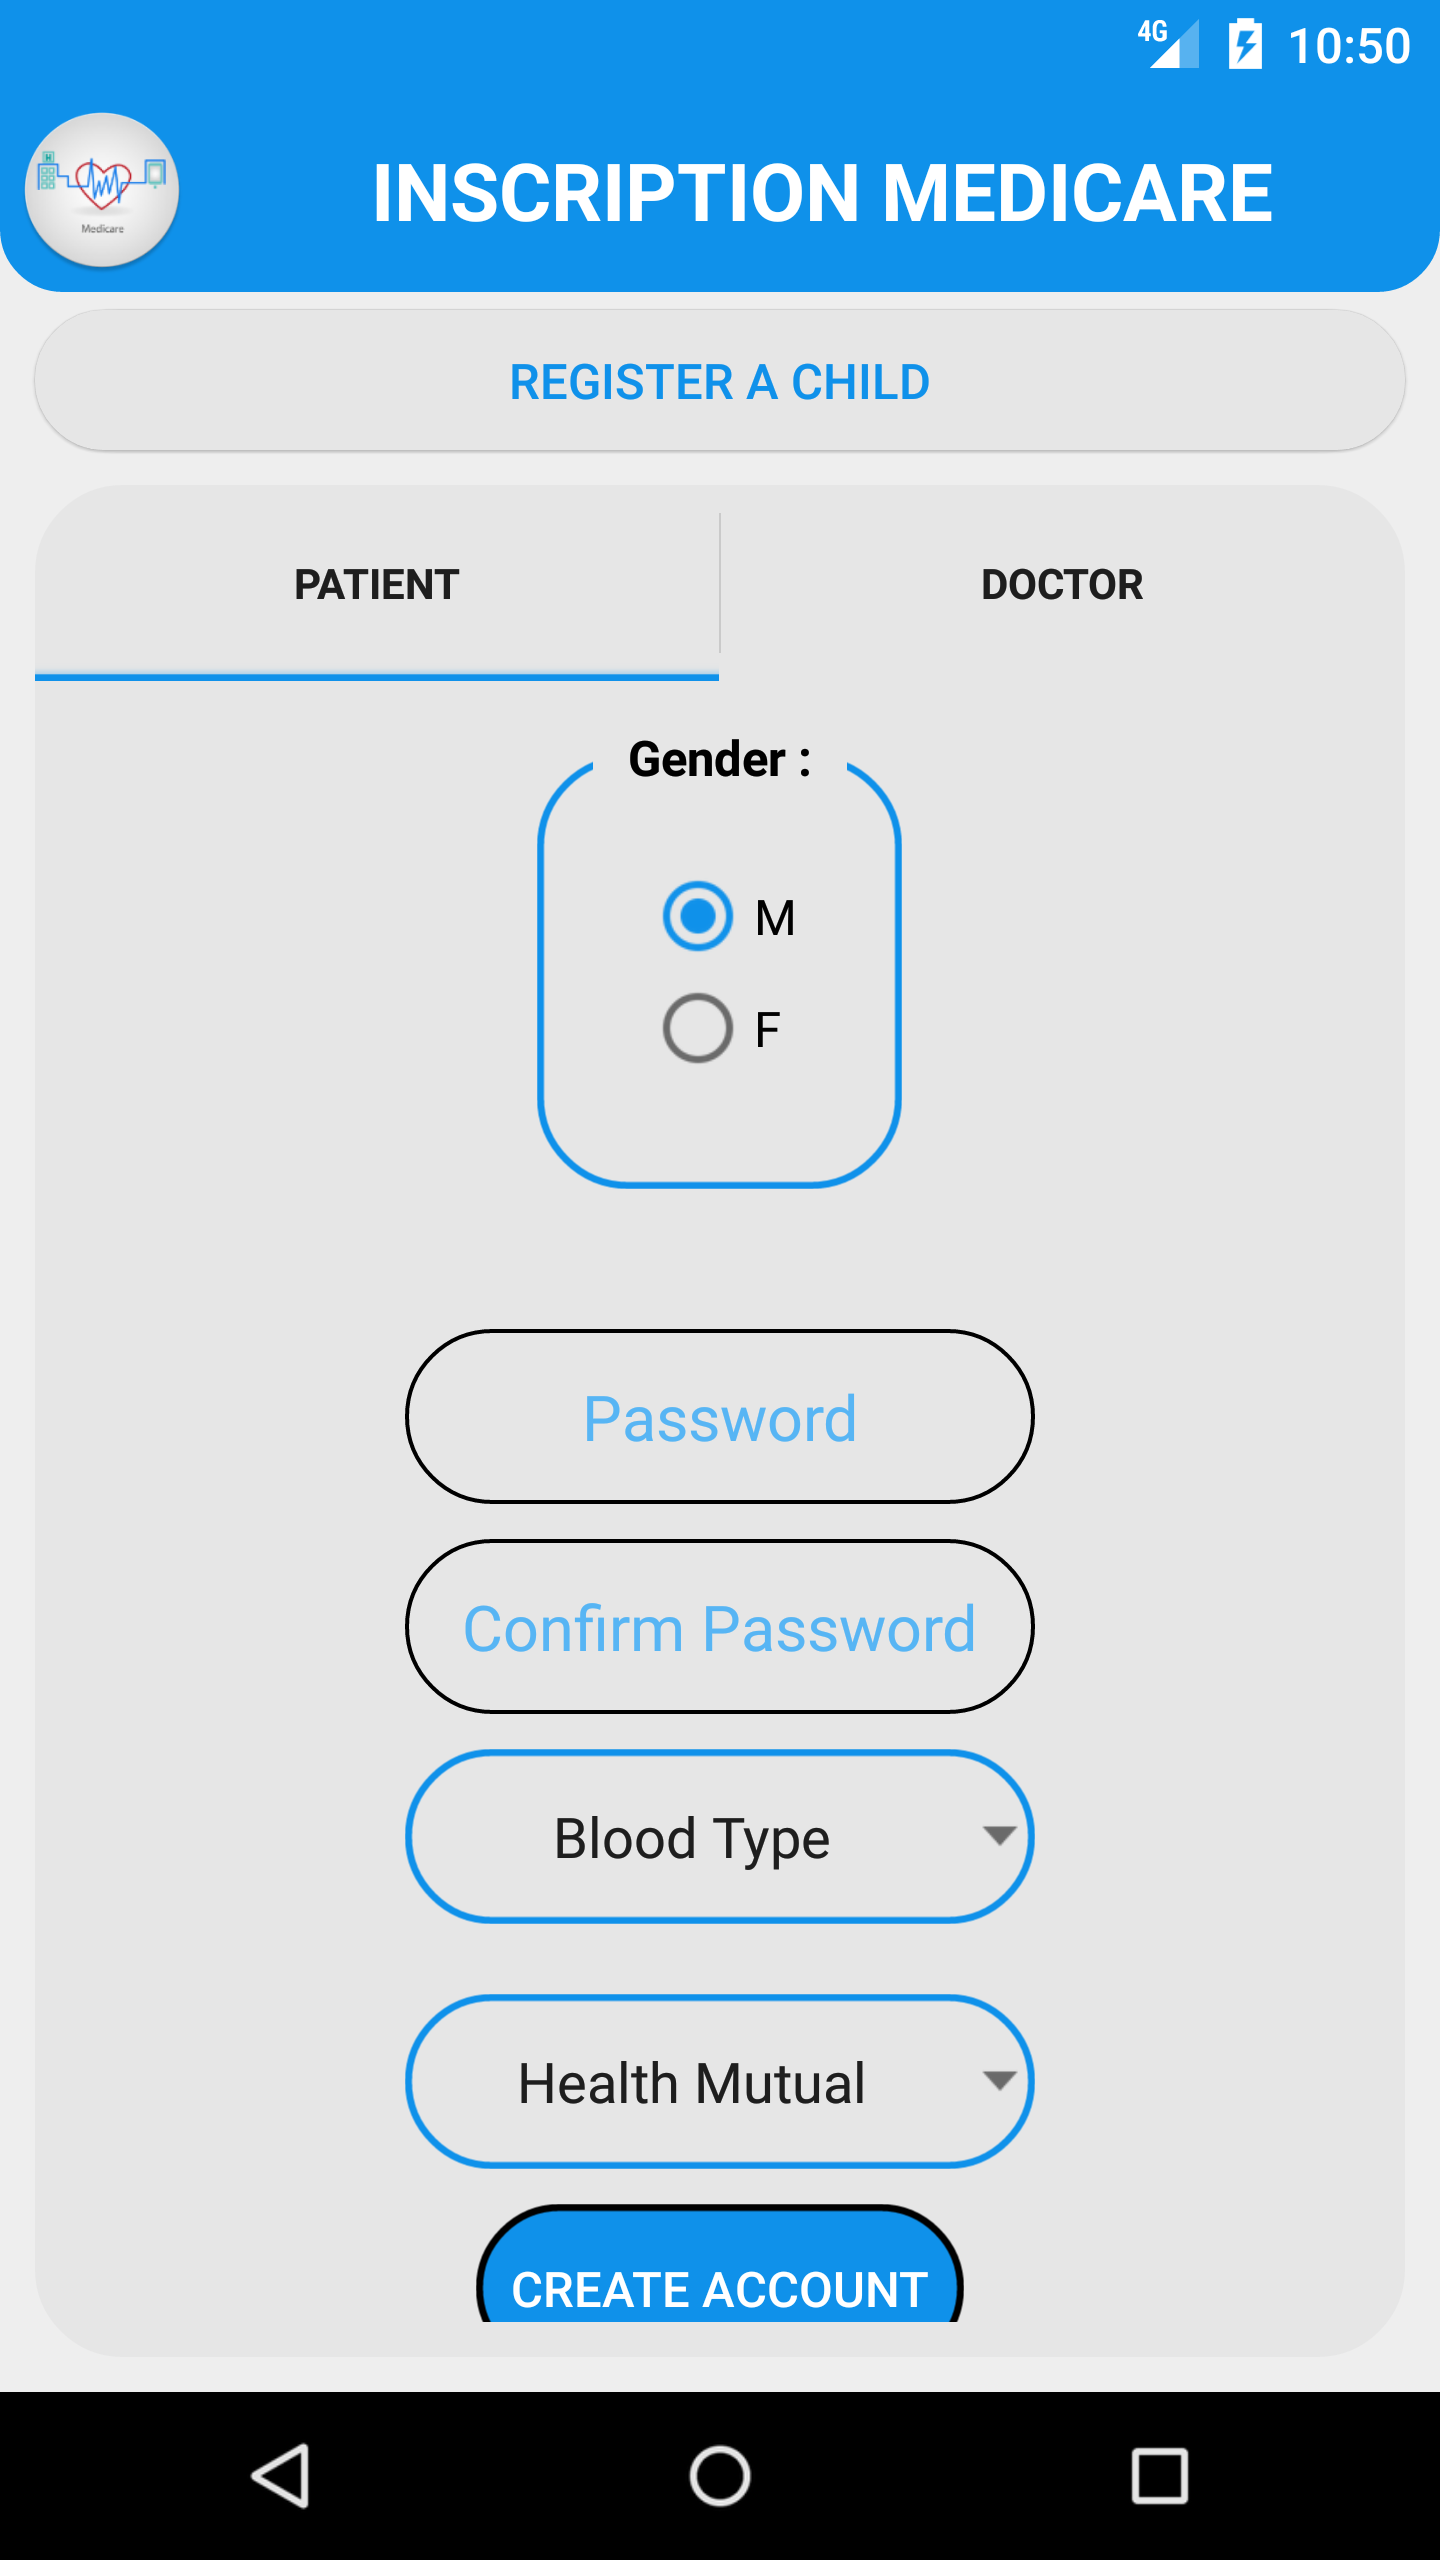 4G 10:50
Medicare
INSCRIPTION MEDICARE
REGISTER A CHILD
PATIENT DOCTOR
Gender :
M
F
Password
Confirm Password
Blood Type
Health Mutual
CREATE ACCOUNT